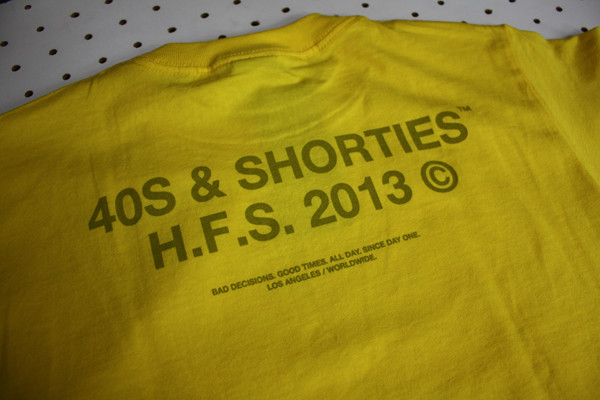 40S & SHORTIES™
H.F.S. 2013 ©
BAD DECISIONS. GOOD TIMES. ALL DAY. SINCE DAY ONE.
LOS ANGELES / WORLDWIDE.